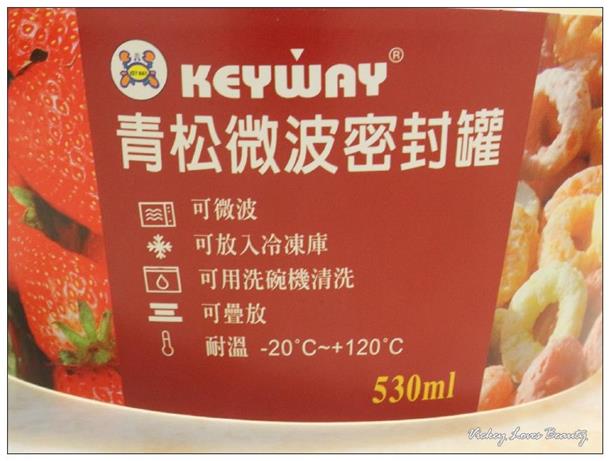 KEYWAY®
青松微波密封罐
可微波
可放入冷凍庫
可用洗碗機清洗
可疊放
耐溫 -20°C~+120°C
530ml
Vickey Loves Beauty